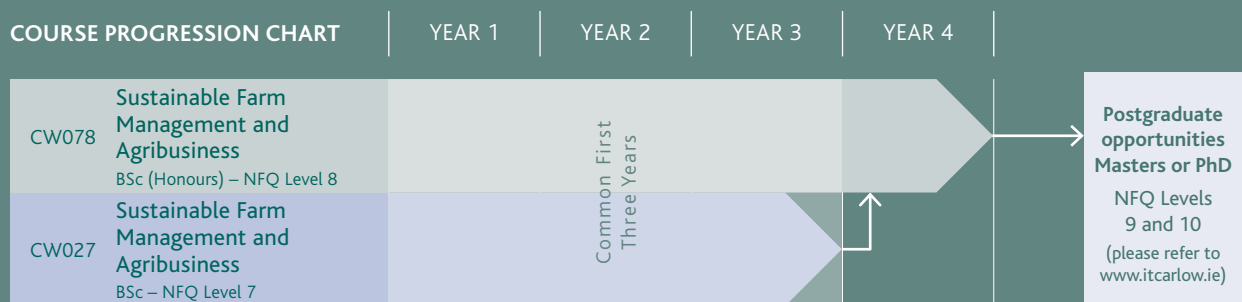 COURSE PROGRESSION CHART
YEAR 1
YEAR 2
YEAR 3
YEAR 4
CW078
Sustainable Farm
Management and
Agribusiness
BSc (Honours) – NFQ Level 8
CW027
Sustainable Farm
Management and
Agribusiness
BSc – NFQ Level 7
Common First
Three Years
Postgraduate
opportunities
Masters or PhD
NFQ Levels
9 and 10
(please refer to
www.itcarlow.ie)